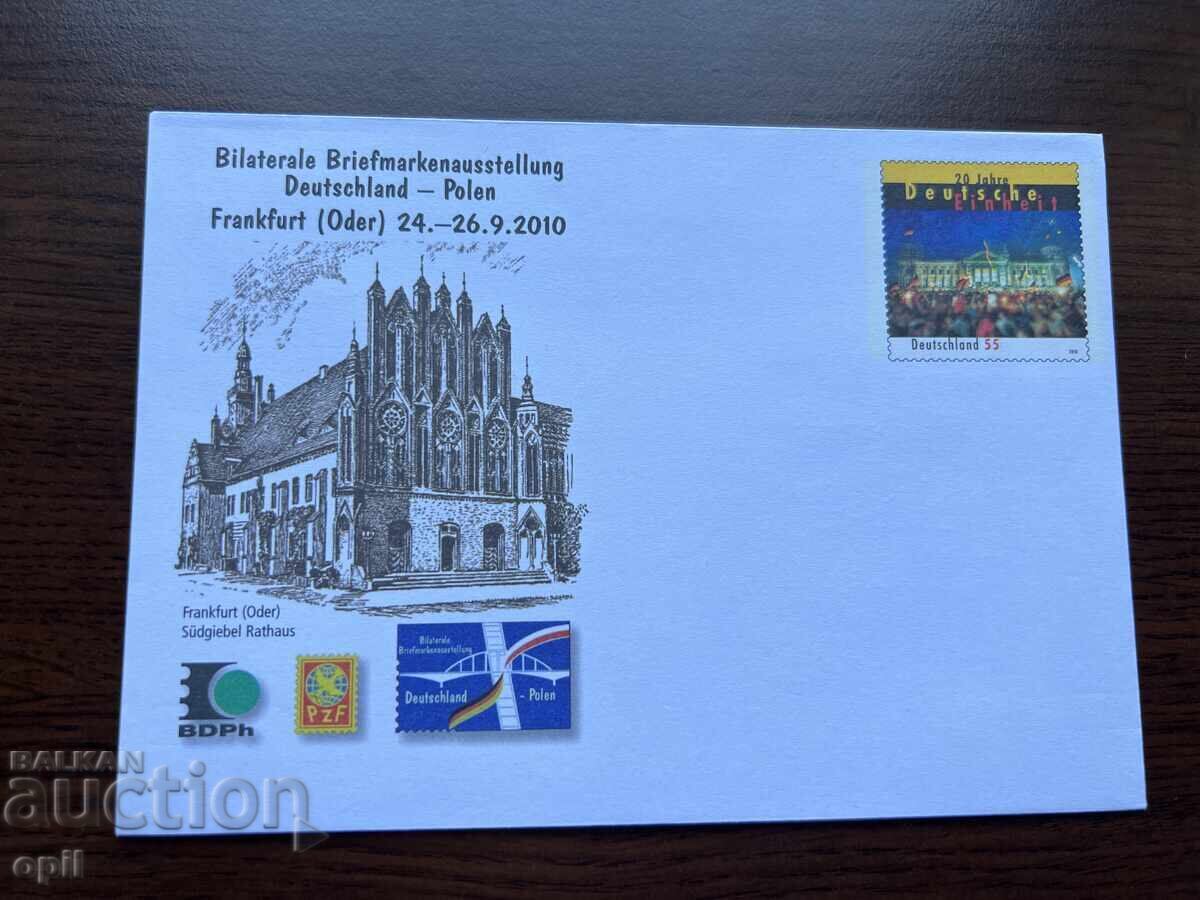 Bilaterale Briefmarkenausstellung
Deutschland – Polen
Frankfurt (Oder) 24.–26.9.2010
20 Jahre
Deutsche
Einheit
Deutschland 55
2010
Frankfurt (Oder)
Südgiebel Rathaus
BDPh
PzF
Bilaterale
Briefmarkenausstellung
Deutschland - Polen
BALKAN
auction
opil